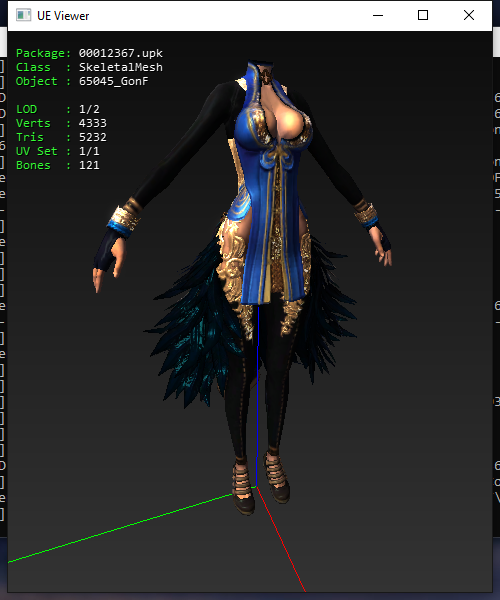 UE Viewer
Package: 00012367.upk
Class : SkeletalMesh
Object : 65045_GonF
LOD : 1/2
Verts : 4333
Tris : 5232
UV Set : 1/1
Bones : 121